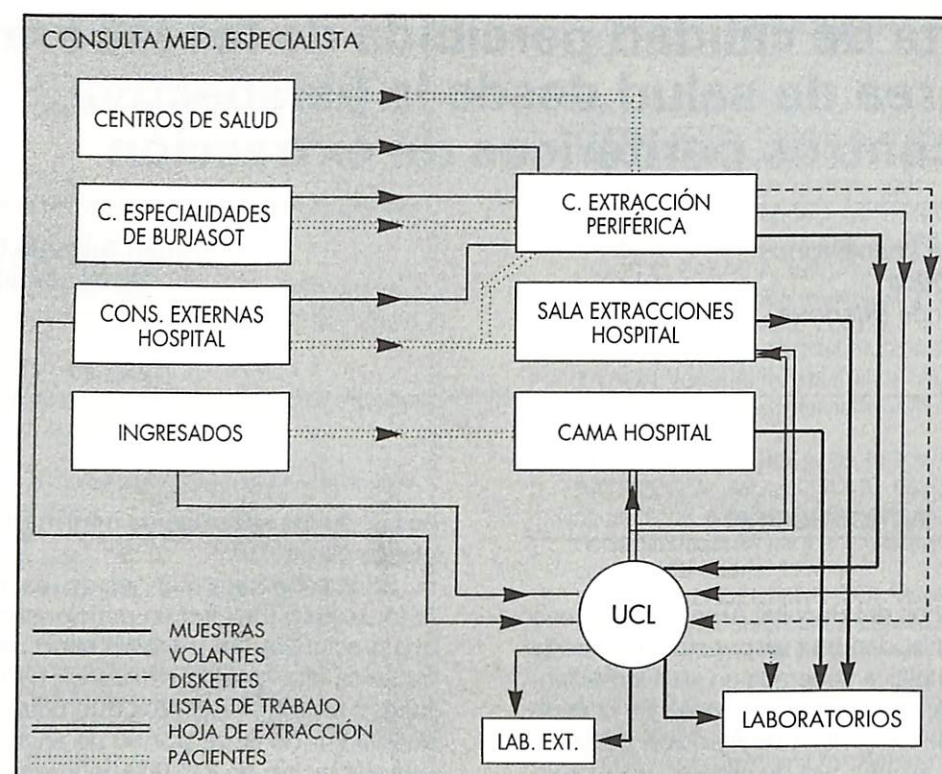 CONSULTA MED. ESPECIALISTA
CENTROS DE SALUD
C. ESPECIALIDADES
DE BURJASOT
CONS. EXTERNAS
HOSPITAL
INGRESADOS
C. EXTRACCIÓN
PERIFÉRICA
SALA EXTRACCIONES
HOSPITAL
CAMA HOSPITAL
UCL
LAB. EXT.
LABORATORIOS
MUESTRAS
VOLANTES
DISKETTES
LISTAS DE TRABAJO
HOJA DE EXTRACCIÓN
PACIENTES